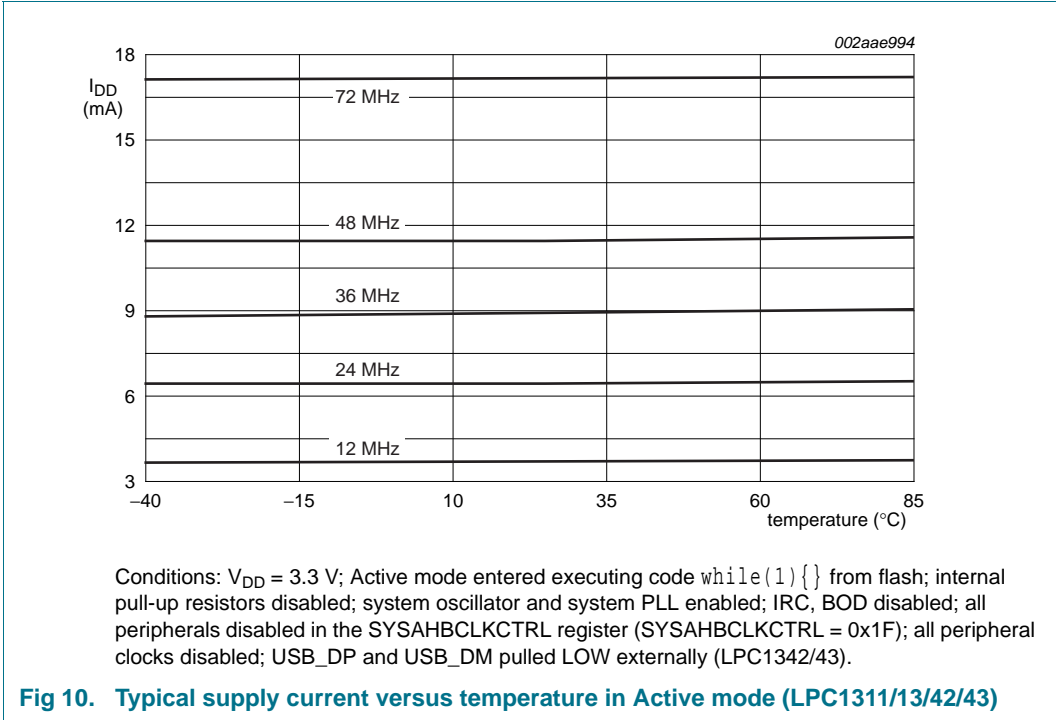 002aae994
18
I_DD
(mA)
72 MHz
15
12
48 MHz
36 MHz
9
24 MHz
6
12 MHz
3
−40
−15
10
35
60
85
temperature (°C)
Conditions: V_DD = 3.3 V; Active mode entered executing code while(1){} from flash; internal
pull-up resistors disabled; system oscillator and system PLL enabled; IRC, BOD disabled; all
peripherals disabled in the SYSAHBCLKCTRL register (SYSAHBCLKCTRL = 0x1F); all peripheral
clocks disabled; USB_DP and USB_DM pulled LOW externally (LPC1342/43).
Fig 10. Typical supply current versus temperature in Active mode (LPC1311/13/42/43)